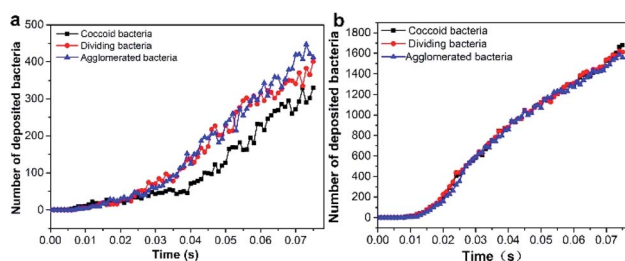 a
Number of deposited bacteria
450
400
300
200
100
0
Coccoid bacteria
Dividing bacteria
Agglomerated bacteria
0.00 0.01 0.02 0.03 0.04 0.05 0.06 0.07
Time (s)
b
Number of deposited bacteria
1800
1600
1400
1200
1000
800
600
400
200
0
Coccoid bacteria
Dividing bacteria
Agglomerated bacteria
0.00 0.01 0.02 0.03 0.04 0.05 0.06 0.07
Time（s）